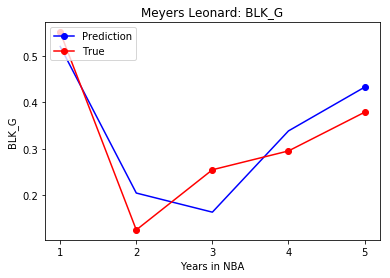 Meyers Leonard: BLK_G
Prediction
True
BLK_G
0.5
0.4
0.3
0.2
1 2 3 4 5
Years in NBA